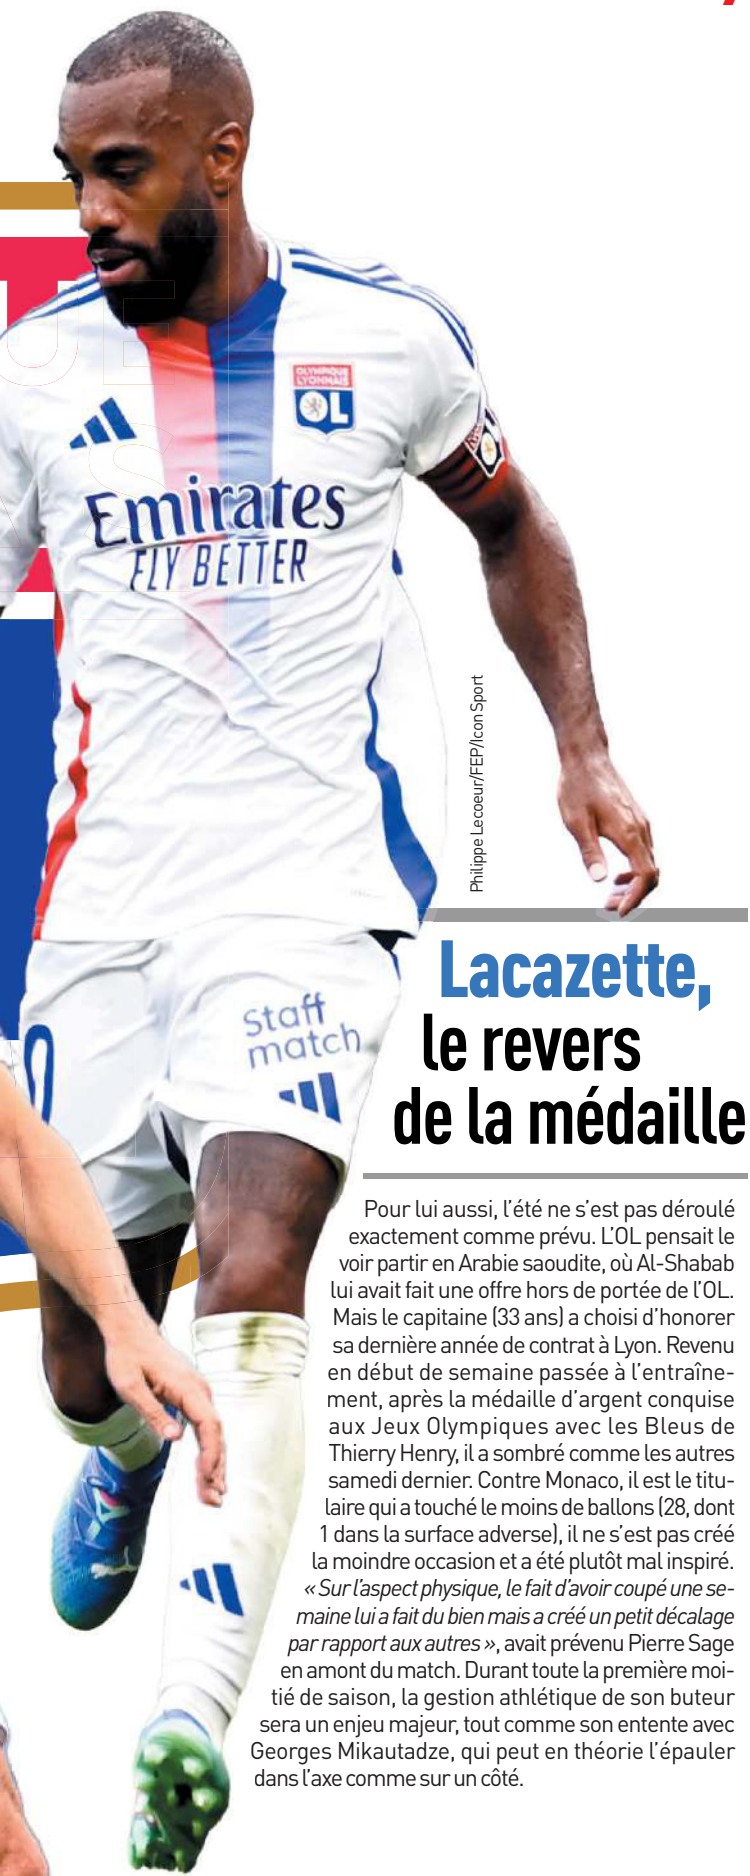 UE
AS
OLYMPIQUE
LYONNAIS
OL
Emirates
FLY BETTER
Philippe Lecoeur/FEP/Icon Sport
Staff
match
Lacazette,
le revers
de la médaille
Pour lui aussi, l’été ne s’est pas déroulé
exactement comme prévu. L’OL pensait le
voir partir en Arabie saoudite, où Al-Shabab
lui avait fait une offre hors de portée de l’OL.
Mais le capitaine (33 ans) a choisi d’honorer
sa dernière année de contrat à Lyon. Revenu
en début de semaine passée à l’entraîne-
ment, après la médaille d’argent conquise
aux Jeux Olympiques avec les Bleus de
Thierry Henry, il a sombré comme les autres
samedi dernier. Contre Monaco, il est le titu-
laire qui a touché le moins de ballons (28, dont
1 dans la surface adverse), il ne s’est pas créé
la moindre occasion et a été plutôt mal inspiré.
« Sur l’aspect physique, le fait d’avoir coupé une se-
maine lui a fait du bien mais a créé un petit décalage
par rapport aux autres », avait prévenu Pierre Sage
en amont du match. Durant toute la première moi-
tié de saison, la gestion athlétique de son buteur
sera un enjeu majeur, tout comme son entente avec
Georges Mikautadze, qui peut en théorie l’épauler
dans l’axe comme sur un côté.